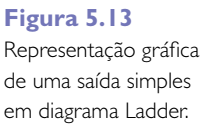 Figura 5.13
Representação gráfica
de uma saída simples
em diagrama Ladder.